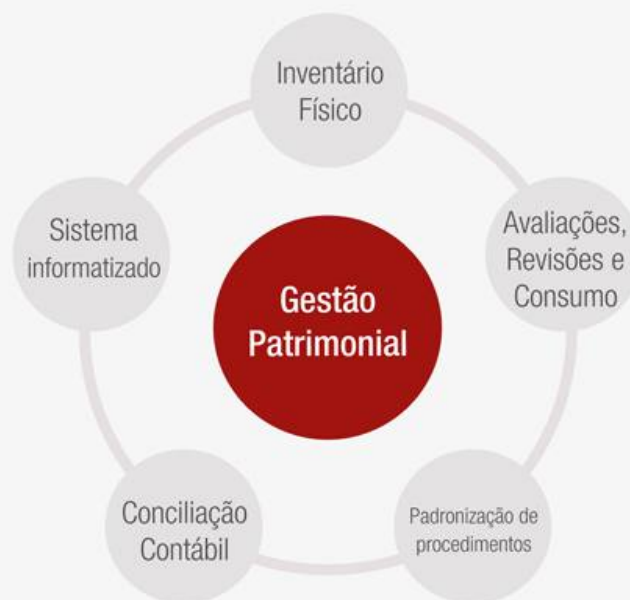 Inventário
Físico
Avaliações,
Revisões e
Consumo
Padronização de
procedimentos
Conciliação
Contábil
Sistema
informatizado
Gestão
Patrimonial